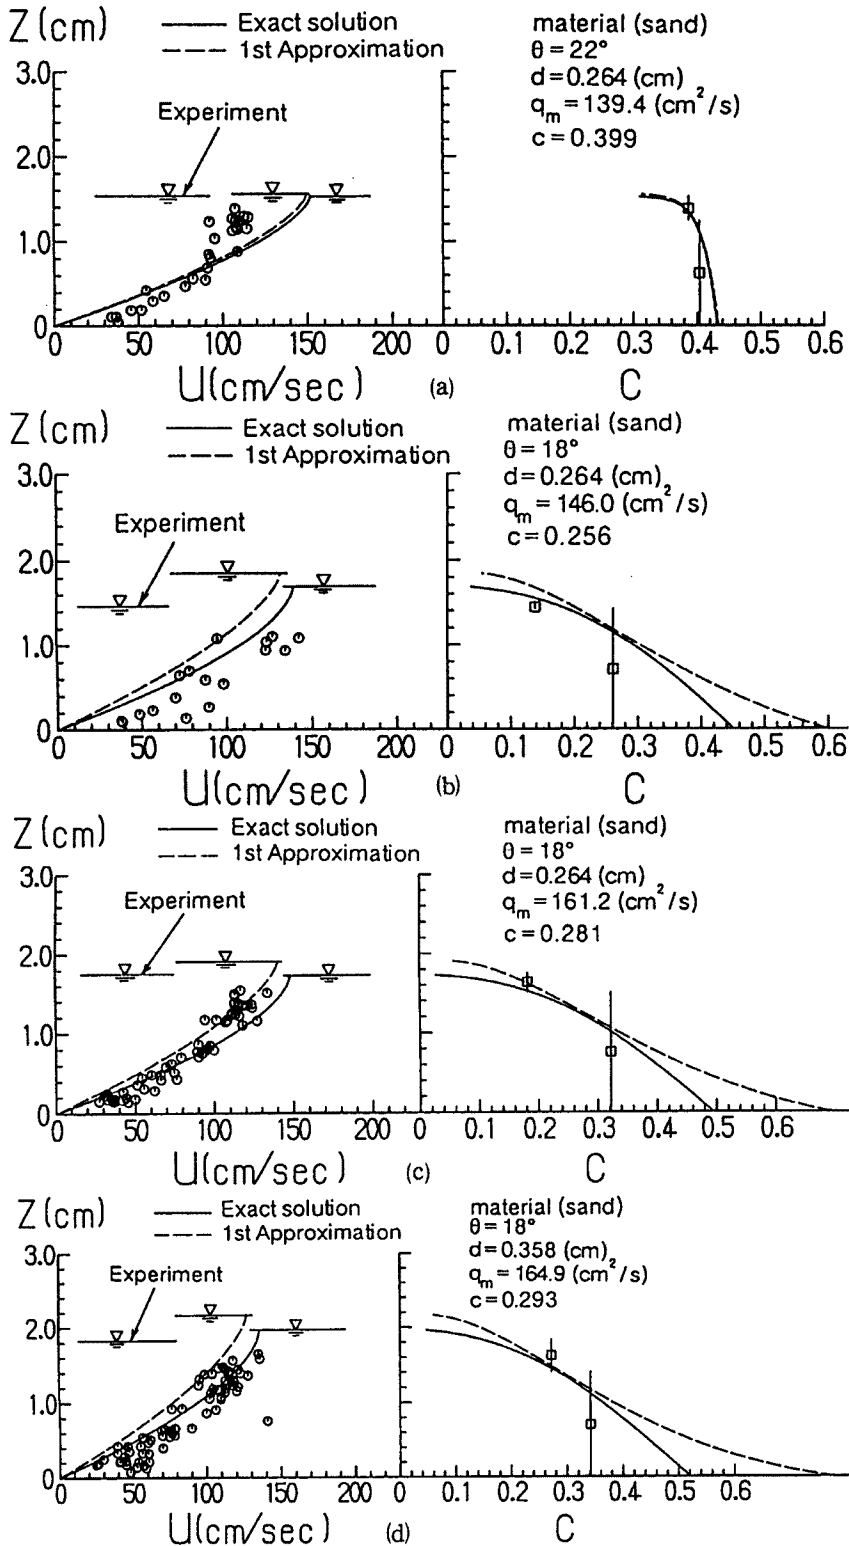 Z(cm)
Exact solution
1st Approximation
material (sand)
θ=22°
d=0.264 (cm)
qm=139.4 (cm²/s)
c=0.399
3.0
Experiment
2.0
1.0
0
0 50 100 150 200 0 0.1 0.2 0.3 0.4 0.5 0.6
U(cm/sec) (a) C
Z(cm)
Exact solution
1st Approximation
material (sand)
θ=18°
d=0.264 (cm)
qm=146.0 (cm²/s)
c=0.256
3.0
Experiment
2.0
1.0
0
0 50 100 150 200 0 0.1 0.2 0.3 0.4 0.5 0.6
U(cm/sec) (b) C
Z(cm)
Exact solution
1st Approximation
material (sand)
θ=18°
d=0.264 (cm)
qm=161.2 (cm²/s)
c=0.281
3.0
Experiment
2.0
1.0
0
0 50 100 150 200 0 0.1 0.2 0.3 0.4 0.5 0.6
U(cm/sec) (c) C
Z(cm)
Exact solution
1st Approximation
material (sand)
θ=18°
d=0.358 (cm)
qm=164.9 (cm²/s)
c=0.293
3.0
Experiment
2.0
1.0
0
0 50 100 150 200 0 0.1 0.2 0.3 0.4 0.5 0.6
U(cm/sec) (d) C